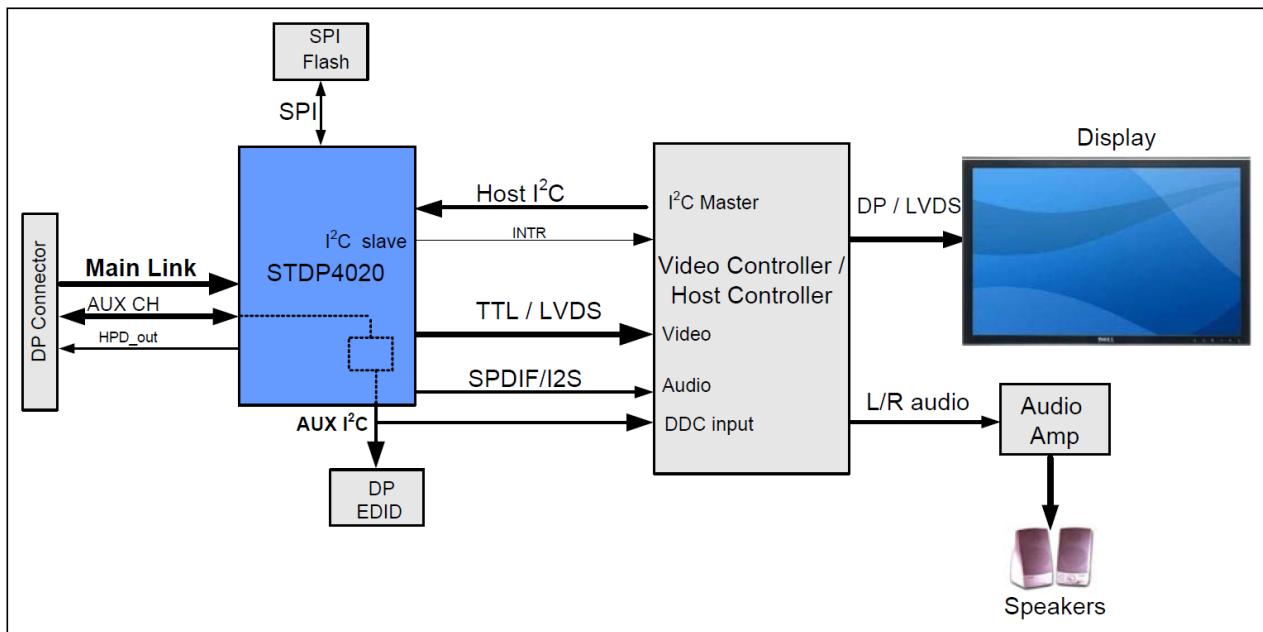 SPI
Flash
SPI
Display
Host I²C
I²C Master
DP / LVDS
I²C slave
INTR
STDP4020
Video Controller /
Host Controller
DP Connector
Main Link
AUX CH
HPD_out
TTL / LVDS
Video
DELL
SPDIF/I2S
Audio
AUX I²C
DDC input
L/R audio
Audio
Amp
DP
EDID
Speakers